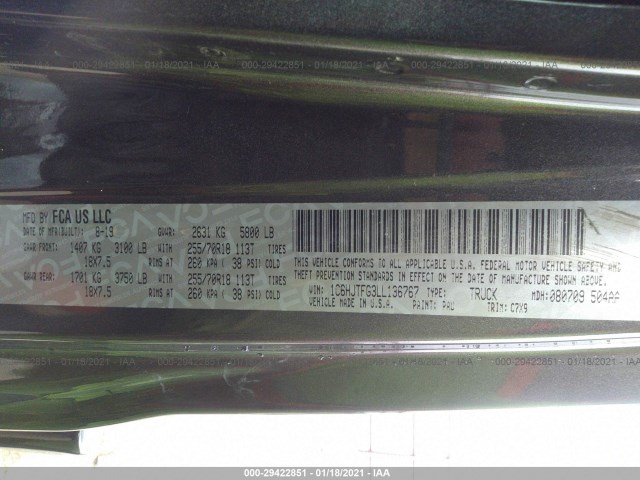 000-29422851 - 01/18/2021 - IAA
MFD BY FCA US LLC
DATE OF MFR(BUILT): 8-19 GVWR: 2631 KG 5800 LB
GAWR FRONT: 1407 KG 3100 LB WITH 255/70R18 113T TIRES
18X7.5 RIMS AT 260 KPA ( 38 PSI) COLD
GAWR REAR: 1701 KG 3750 LB WITH 255/70R18 113T TIRES
18X7.5 RIMS AT 260 KPA ( 38 PSI) COLD
THIS VEHICLE CONFORMS TO ALL APPLICABLE U.S.A. FEDERAL MOTOR VEHICLE SAFETY AND THEFT PREVENTION
STANDARDS IN EFFECT ON THE DATE OF MANUFACTURE SHOWN ABOVE.
VIN: 1C6HJTFG3LL136767 TYPE: TRUCK MDH: 080709 504AA
VEHICLE MADE IN U.S.A. PAINT: PAU TRIM: C7X9
000-29422851 - 01/18/2021 - IAA